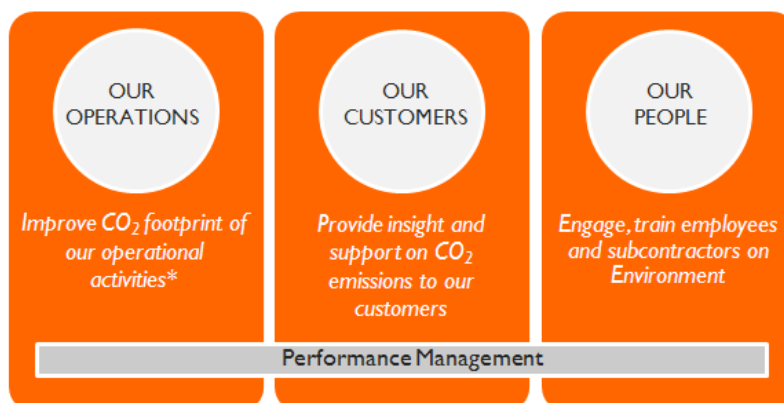 OUR
OPERATIONS
Improve CO₂ footprint of
our operational
activities*
OUR
CUSTOMERS
Provide insight and
support on CO₂
emissions to our
customers
OUR
PEOPLE
Engage, train employees
and subcontractors on
Environment
Performance Management